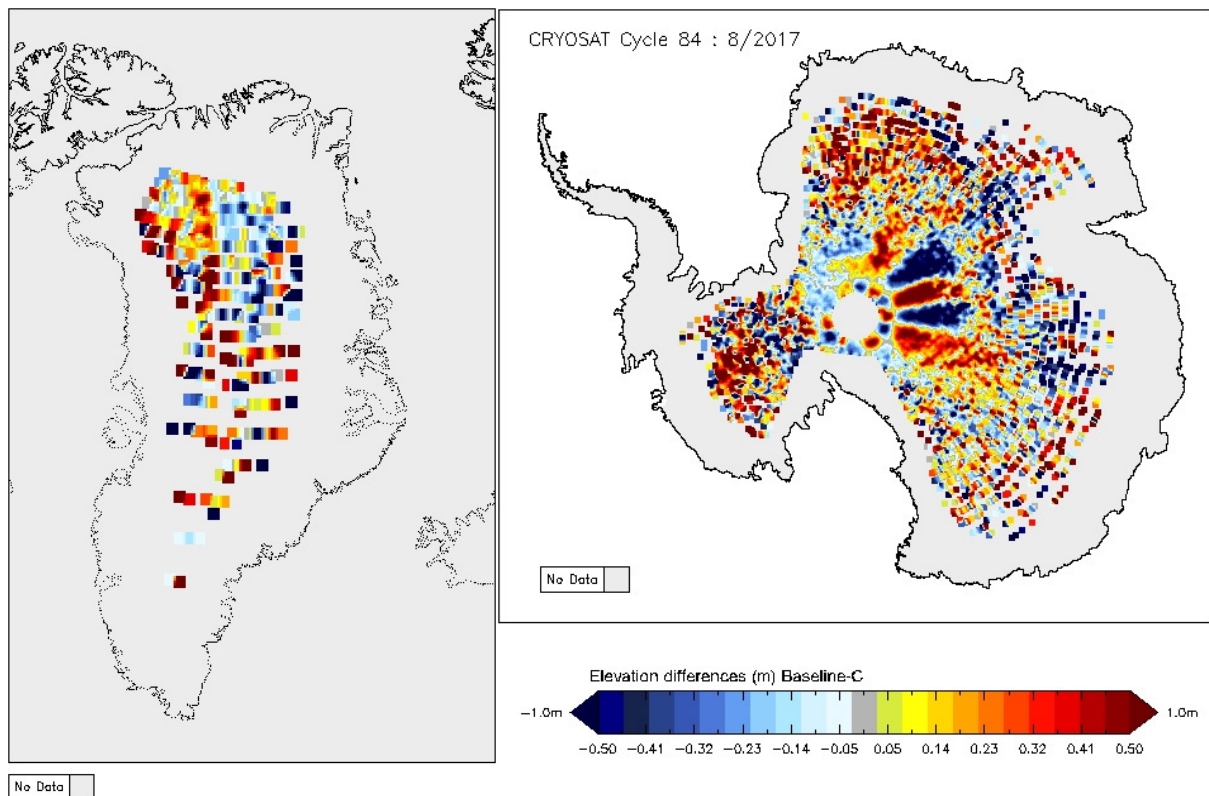 CRYOSAT Cycle 84 : 8/2017
No Data
Elevation differences (m) Baseline-C
-1.0m 1.0m
-0.50 -0.41 -0.32 -0.23 -0.14 -0.05 0.05 0.14 0.23 0.32 0.41 0.50
No Data